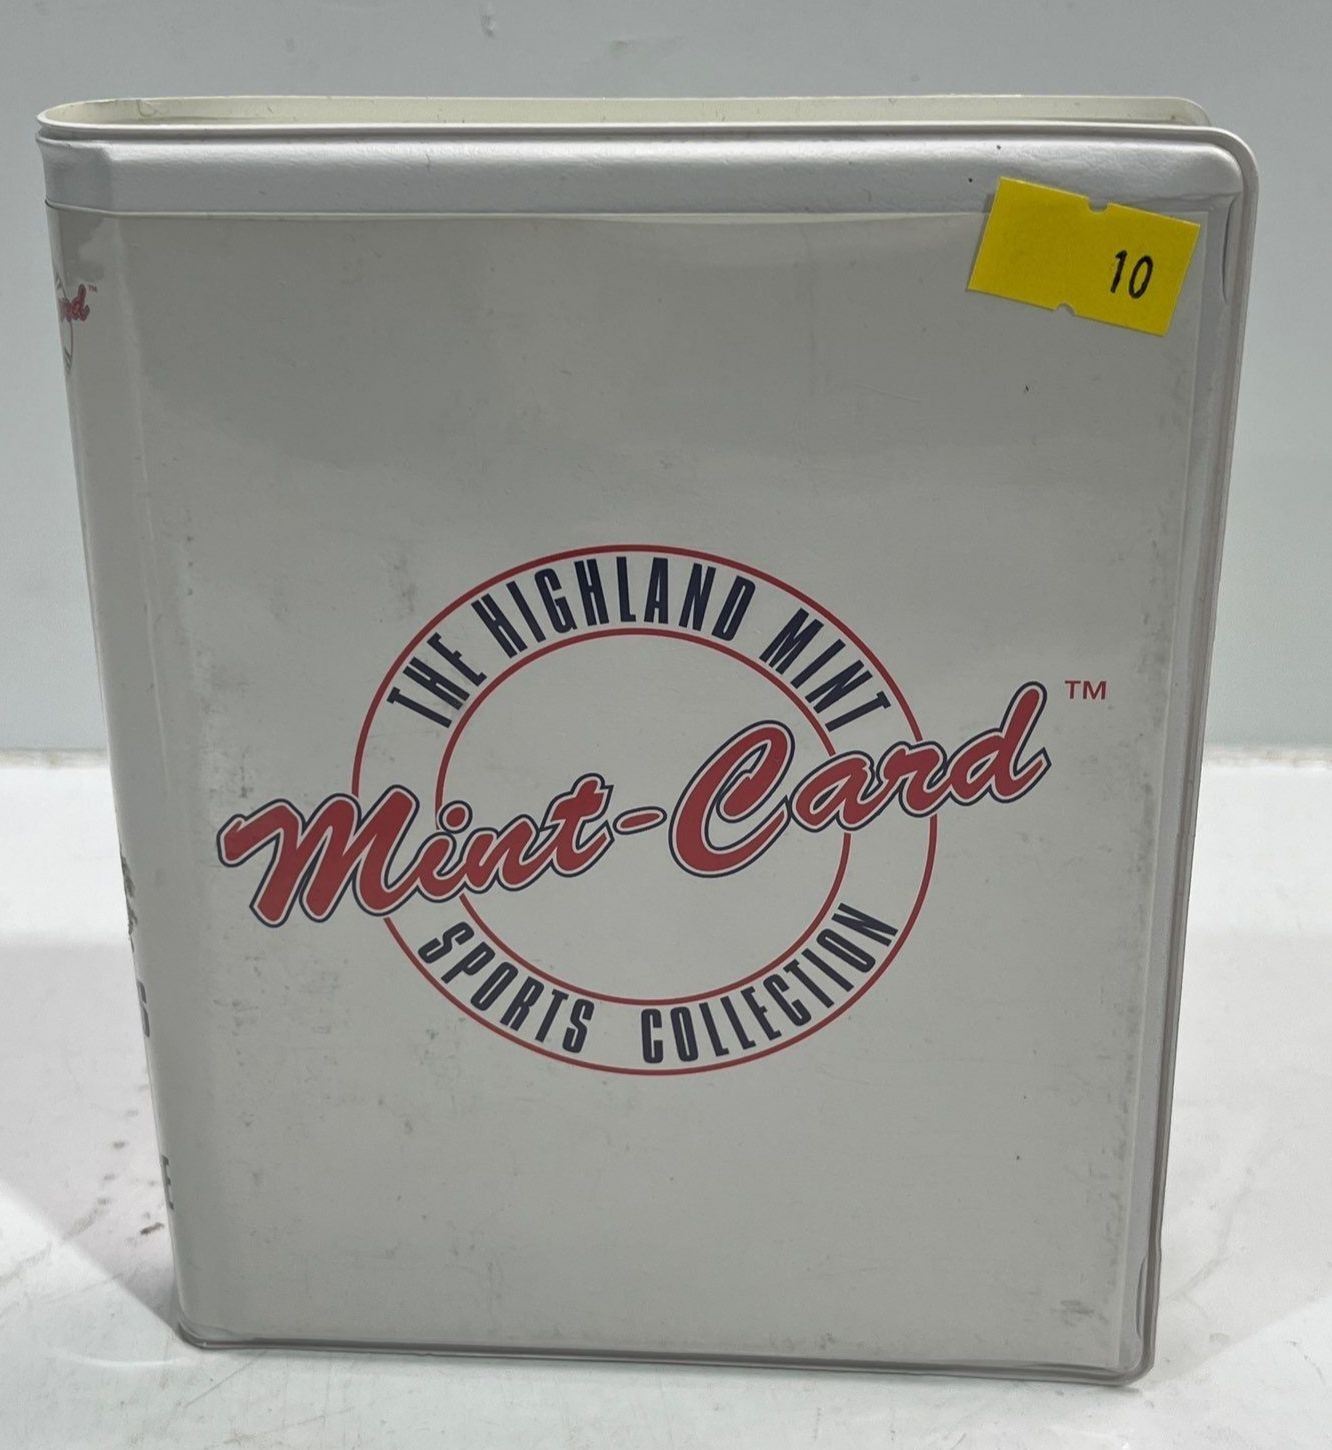 10
THE HIGHLAND MINT
Mint-Card™
SPORTS COLLECTION